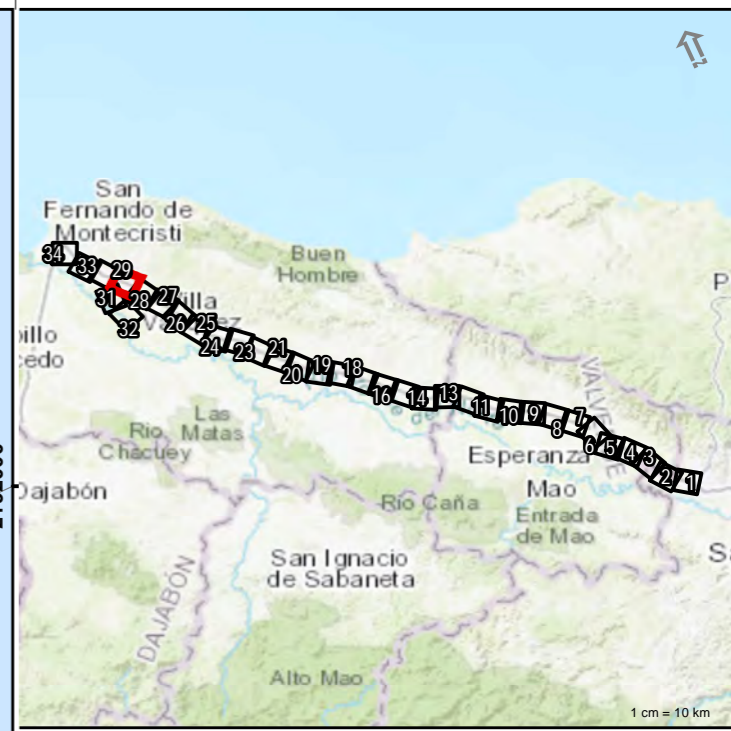 San
Fernando de
Montecristi
Buen
Hombre
34
33
29
31
28
27
32
26
25
24
23
21
20
19
18
16
14
13
11
10
9
8
7
6
5
4
3
2
1
Las
Matas
Rio
Chacuey
Dajabón
Esperanza
Mao
Entrada
de Mao
Rio Caña
San Ignacio
de Sabaneta
DAJABÓN
Alto Mao
1 cm = 10 km